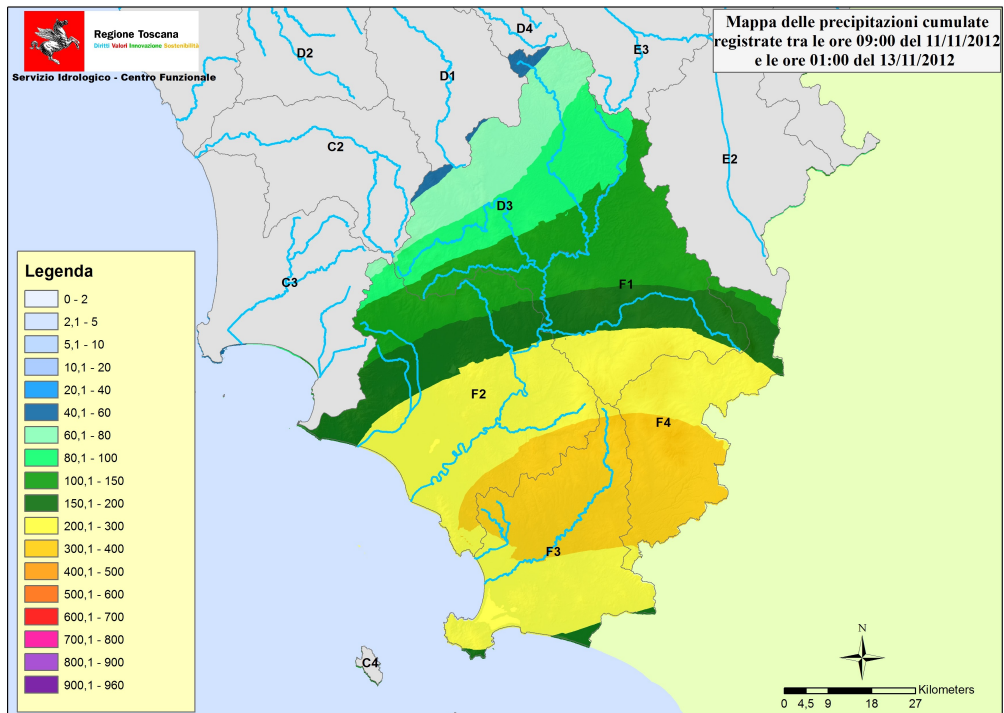 Regione Toscana
Diritti Valori Innovazione Sostenibilità
Servizio Idrologico - Centro Funzionale
Mappa delle precipitazioni cumulate
registrate tra le ore 09:00 del 11/11/2012
e le ore 01:00 del 13/11/2012
D4
D2
E3
D1
C2
E2
D3
C3
F1
F2
F4
F3
C4
Legenda
0 - 2
2,1 - 5
5,1 - 10
10,1 - 20
20,1 - 40
40,1 - 60
60,1 - 80
80,1 - 100
100,1 - 150
150,1 - 200
200,1 - 300
300,1 - 400
400,1 - 500
500,1 - 600
600,1 - 700
700,1 - 800
800,1 - 900
900,1 - 960
N
Kilometers
0 4,5 9 18 27